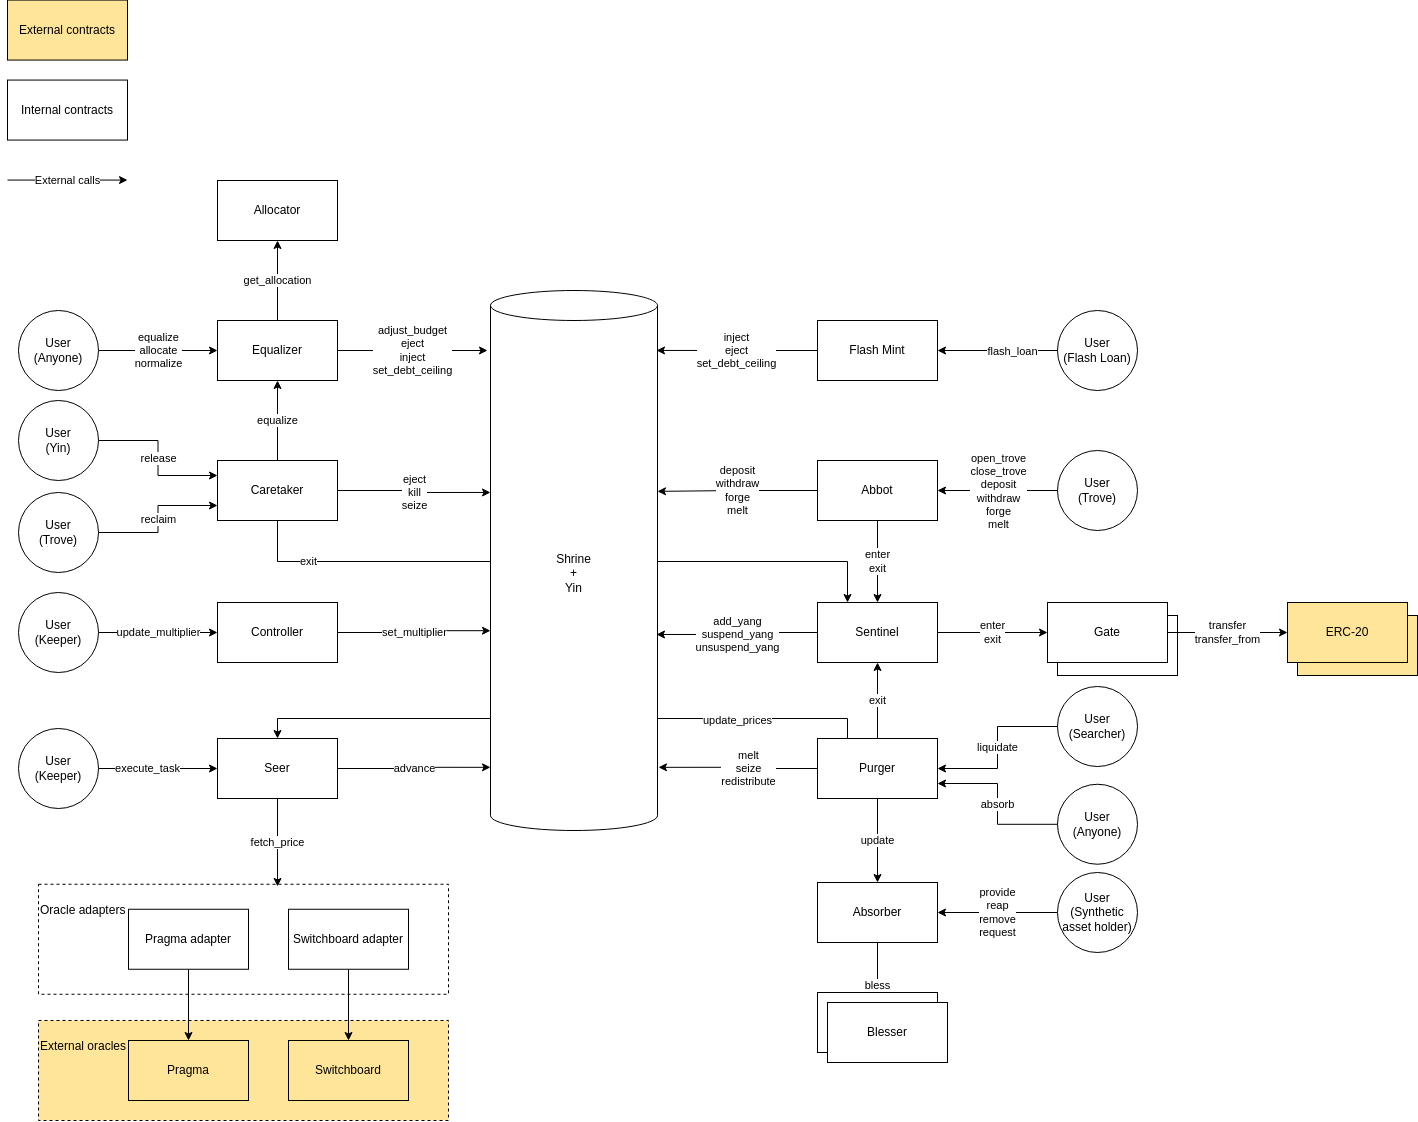 External contracts
Internal contracts
External calls
Allocator
get_allocation
User
(Anyone)
equalize
allocate
normalize
Equalizer
adjust_budget
eject
inject
set_debt_ceiling
inject
eject
set_debt_ceiling
Flash Mint
flash_loan
User
(Flash Loan)
equalize
User
(Yin)
release
User
(Trove)
reclaim
Caretaker
eject
kill
seize
exit
Shrine
+
Yin
deposit
withdraw
forge
melt
Abbot
open_trove
close_trove
deposit
withdraw
forge
melt
User
(Trove)
enter
exit
User
(Keeper)
update_multiplier
Controller
set_multiplier
add_yang
suspend_yang
unsuspend_yang
Sentinel
enter
exit
Gate
transfer
transfer_from
ERC-20
exit
update_prices
User
(Keeper)
execute_task
Seer
advance
melt
seize
redistribute
Purger
liquidate
User
(Searcher)
absorb
User
(Anyone)
fetch_price
update
Oracle adapters
Pragma adapter
Switchboard adapter
Absorber
provide
reap
remove
request
User
(Synthetic
asset holder)
bless
Blesser
External oracles
Pragma
Switchboard